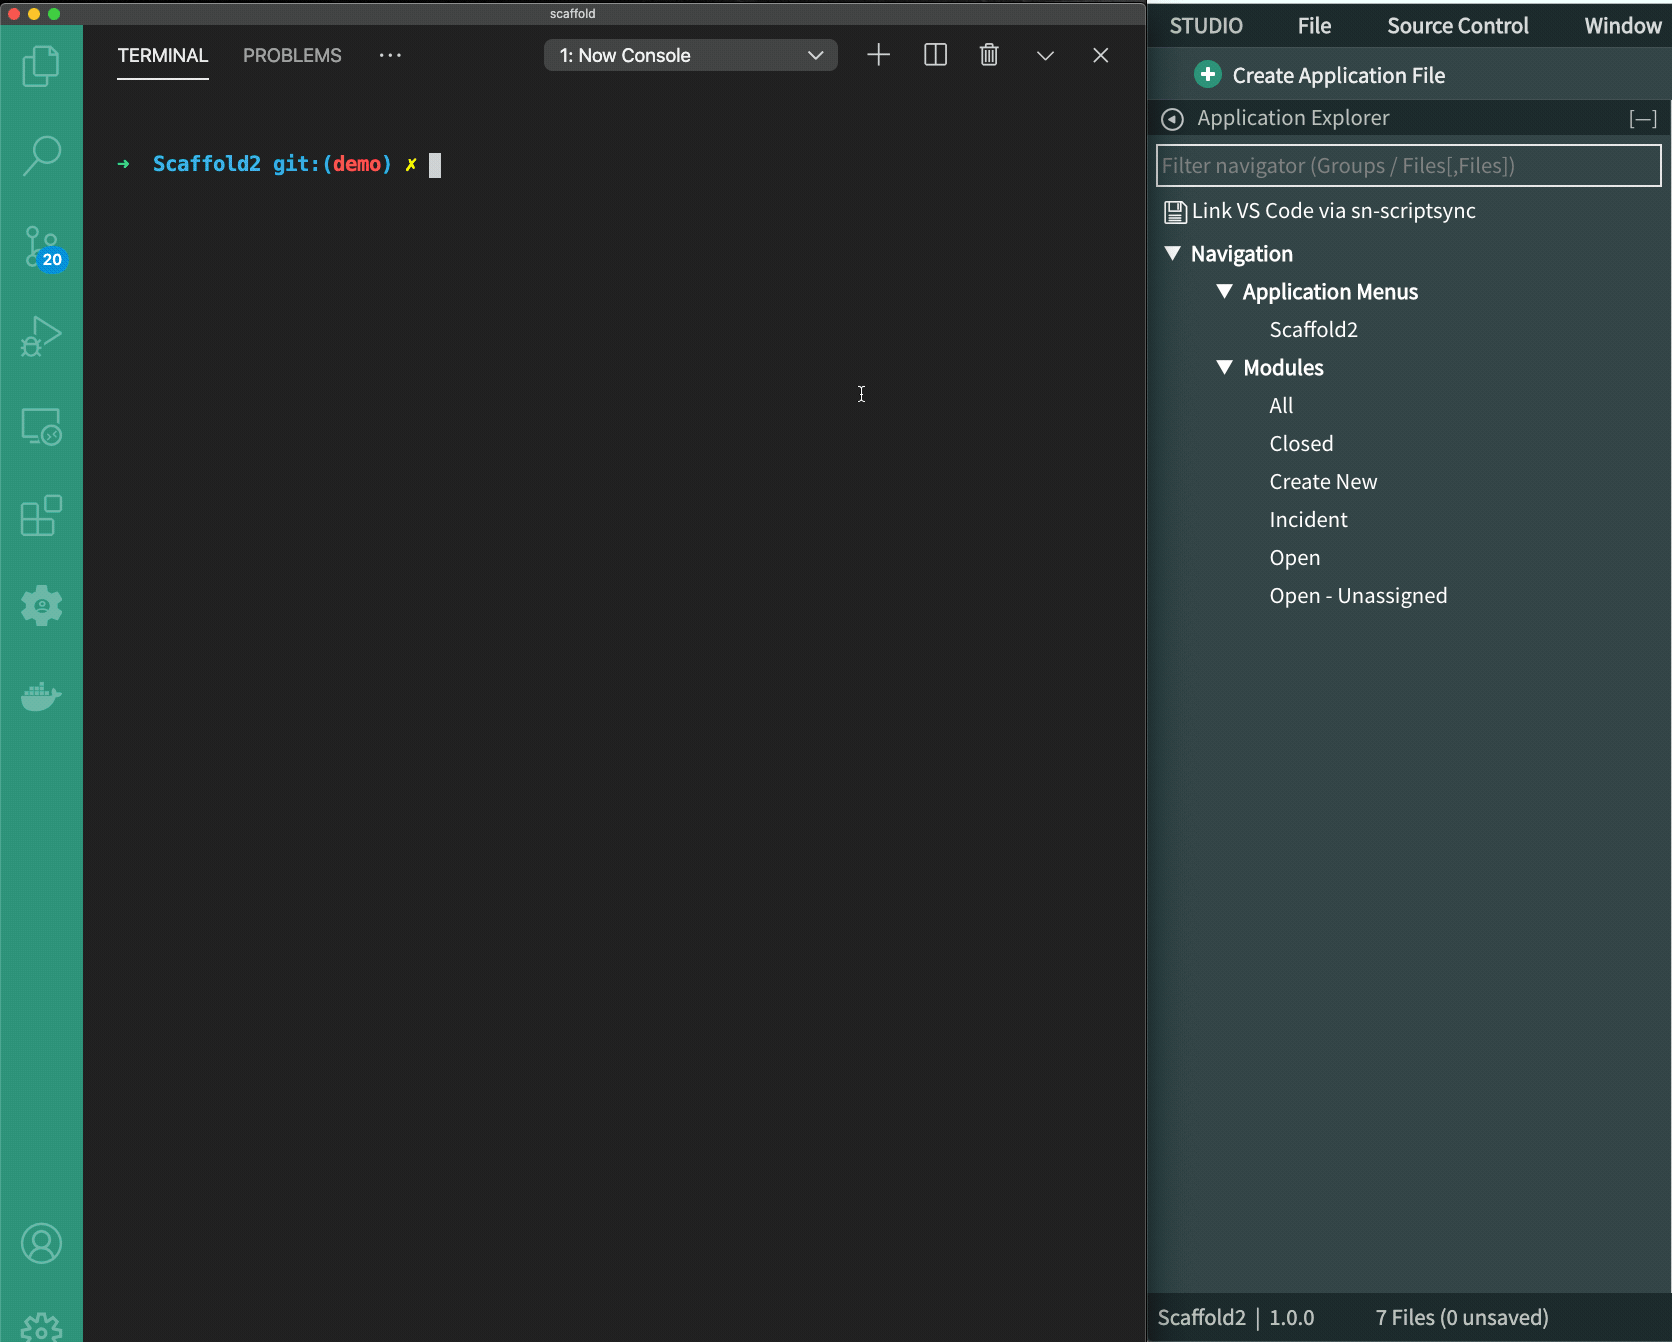 scaffold
TERMINAL PROBLEMS ··· 1: Now Console
➜ Scaffold2 git:(demo) ✗
20
STUDIO File Source Control Window
Create Application File
Application Explorer [—]
Filter navigator (Groups / Files[,Files])
Link VS Code via sn-scriptsync
Navigation
Application Menus
Scaffold2
Modules
All
Closed
Create New
Incident
Open
Open - Unassigned
Scaffold2 | 1.0.0 7 Files (0 unsaved)